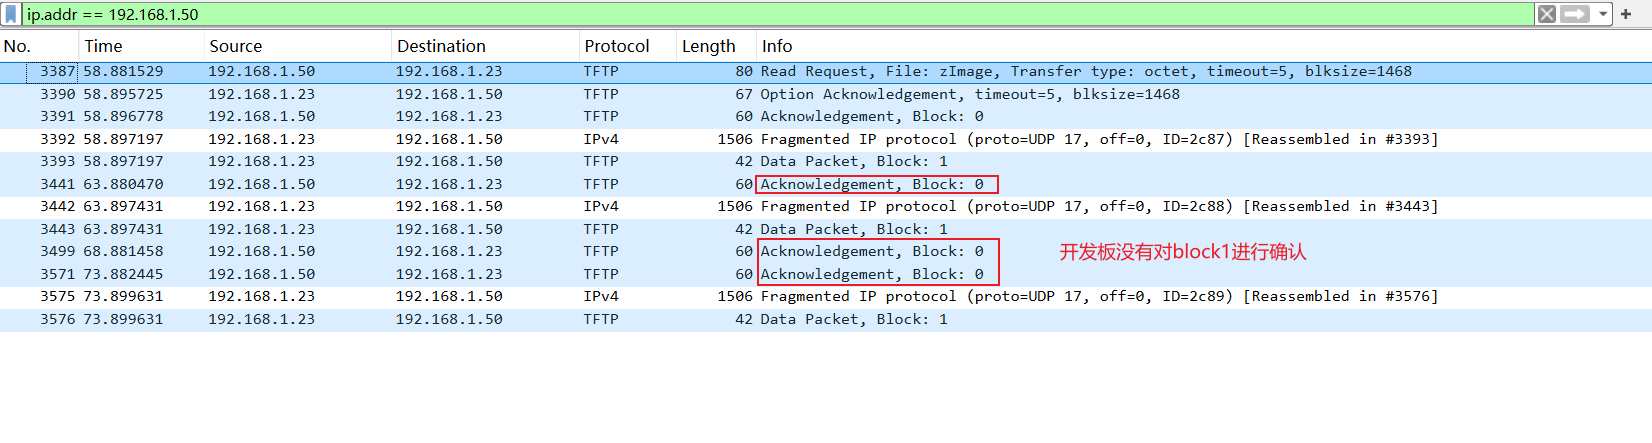 ip.addr == 192.168.1.50
No. Time Source Destination Protocol Length Info
3387 58.881529 192.168.1.50 192.168.1.23 TFTP 80 Read Request, File: zImage, Transfer type: octet, timeout=5, blksize=1468
3390 58.895725 192.168.1.23 192.168.1.50 TFTP 67 Option Acknowledgement, timeout=5, blksize=1468
3391 58.896778 192.168.1.50 192.168.1.23 TFTP 60 Acknowledgement, Block: 0
3392 58.897197 192.168.1.23 192.168.1.50 IPv4 1506 Fragmented IP protocol (proto=UDP 17, off=0, ID=2c87) [Reassembled in #3393]
3393 58.897197 192.168.1.23 192.168.1.50 TFTP 42 Data Packet, Block: 1
3441 63.880470 192.168.1.50 192.168.1.23 TFTP 60 Acknowledgement, Block: 0
3442 63.897431 192.168.1.23 192.168.1.50 IPv4 1506 Fragmented IP protocol (proto=UDP 17, off=0, ID=2c88) [Reassembled in #3443]
3443 63.897431 192.168.1.23 192.168.1.50 TFTP 42 Data Packet, Block: 1
3499 68.881458 192.168.1.50 192.168.1.23 TFTP 60 Acknowledgement, Block: 0 开发板没有对block1进行确认
3571 73.882445 192.168.1.50 192.168.1.23 TFTP 60 Acknowledgement, Block: 0
3575 73.899631 192.168.1.23 192.168.1.50 IPv4 1506 Fragmented IP protocol (proto=UDP 17, off=0, ID=2c89) [Reassembled in #3576]
3576 73.899631 192.168.1.23 192.168.1.50 TFTP 42 Data Packet, Block: 1